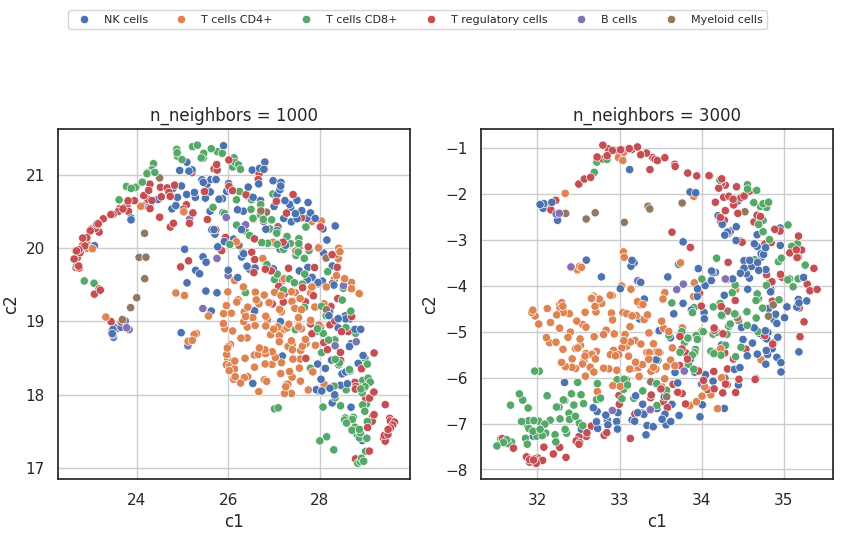 NK cells T cells CD4+ T cells CD8+ T regulatory cells B cells Myeloid cells
n_neighbors = 1000
21
20
19
18
17
24 26 28
c1
c2
n_neighbors = 3000
−1
−2
−3
−4
−5
−6
−7
−8
32 33 34 35
c1
c2